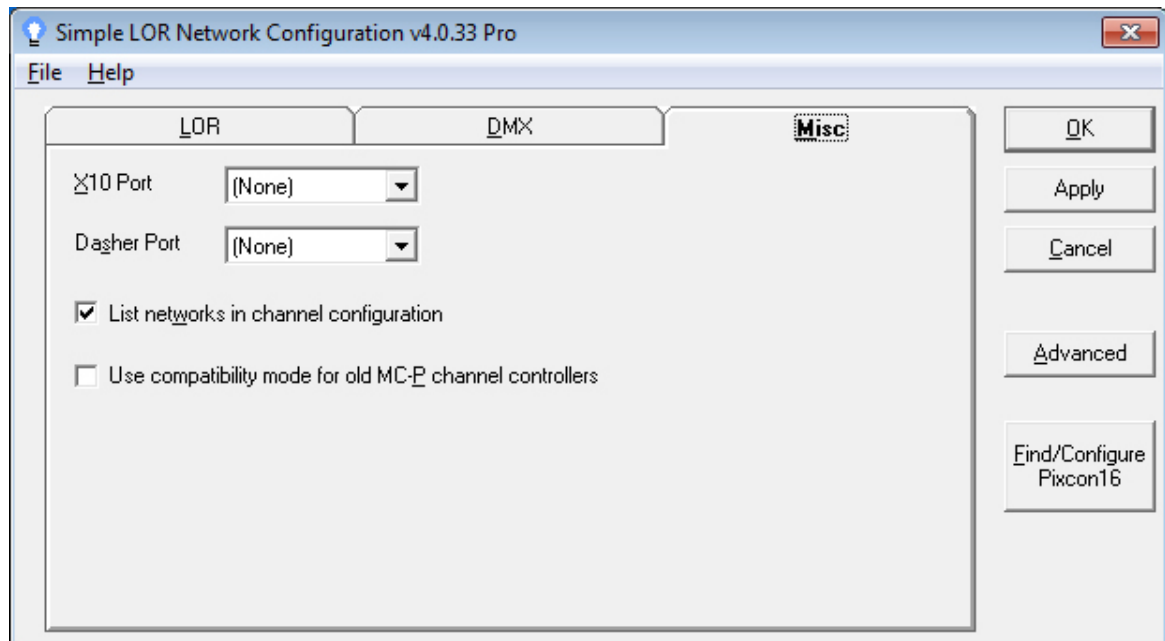 Simple LOR Network Configuration v4.0.33 Pro
File Help
LOR DMX Misc
OK
X10 Port (None)
Apply
Dasher Port (None)
Cancel
List networks in channel configuration
Advanced
Use compatibility mode for old MC-P channel controllers
Find/Configure
Pixcon16